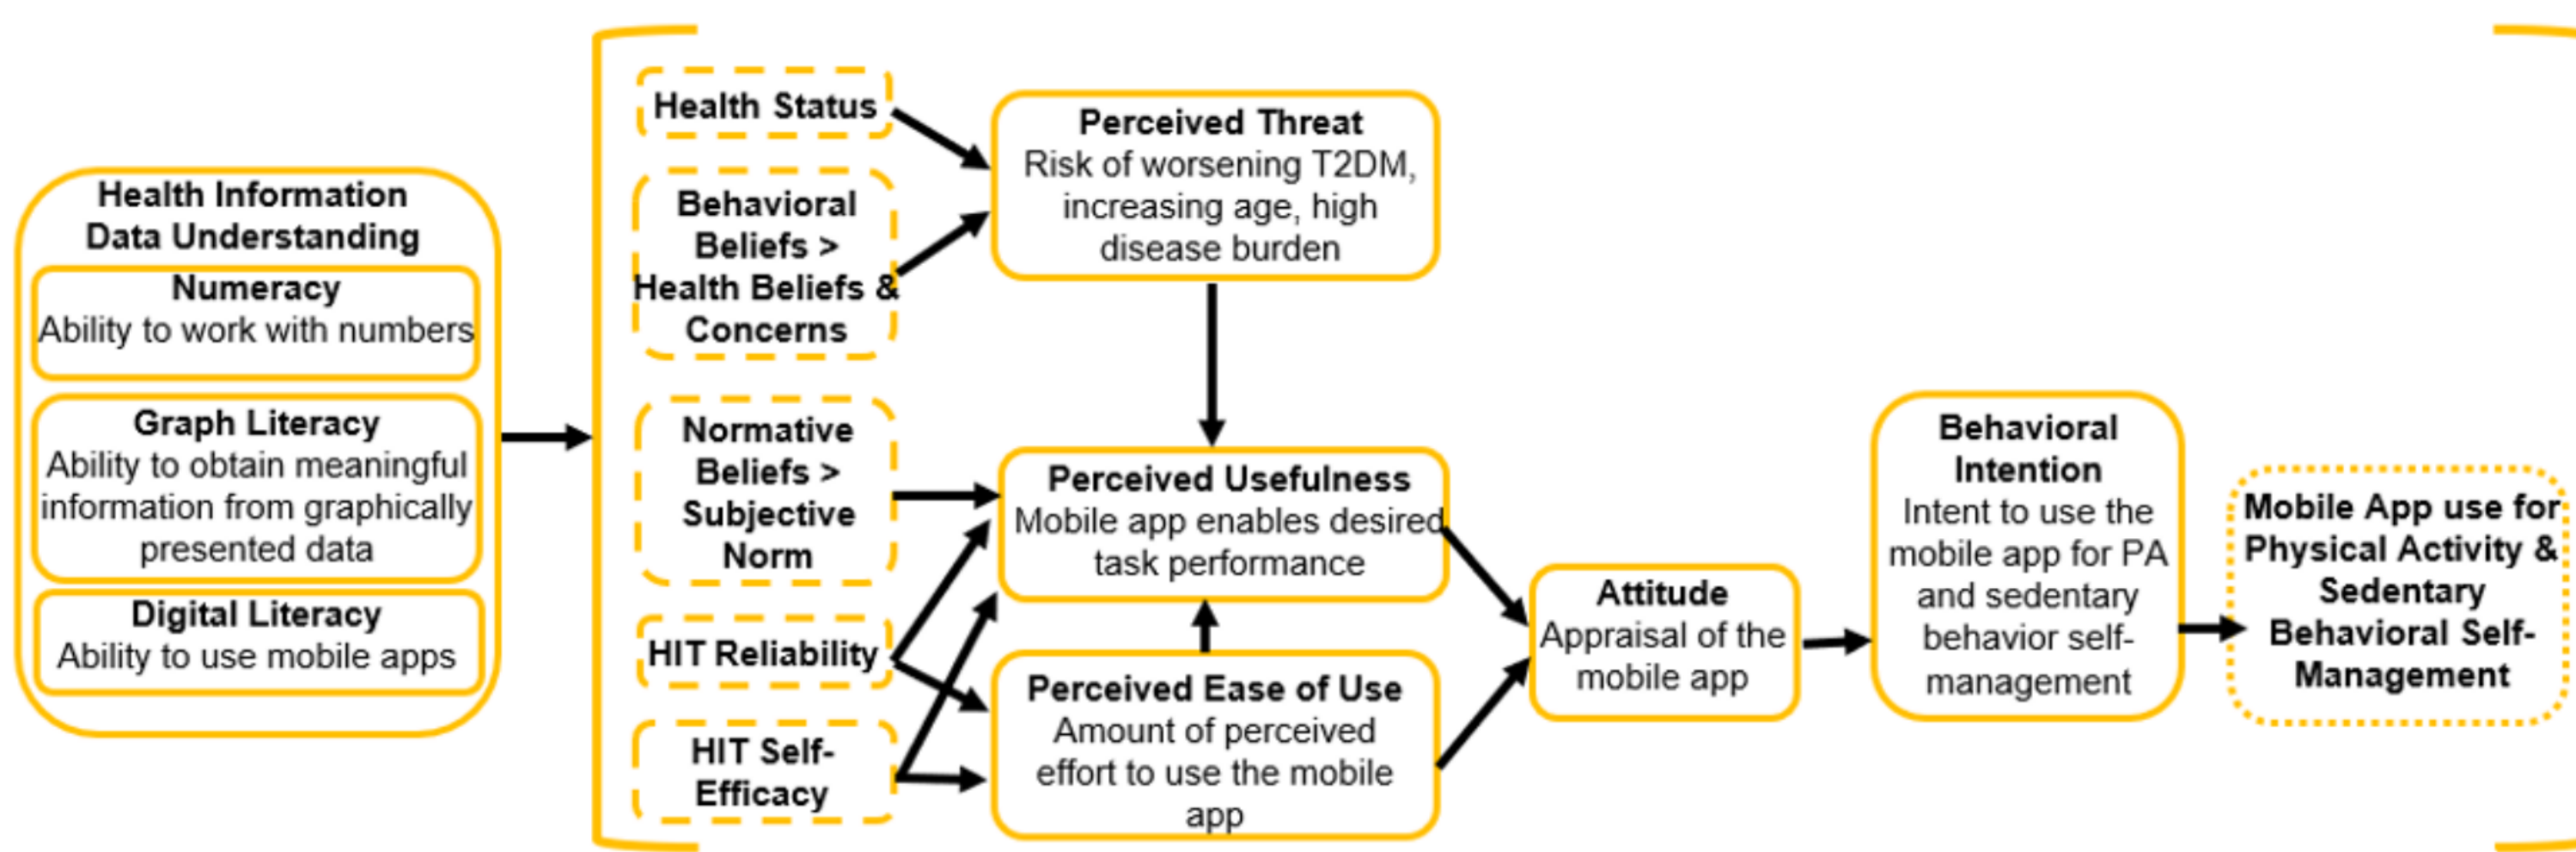 Health Information
Data Understanding
Numeracy
Ability to work with numbers
Graph Literacy
Ability to obtain meaningful
information from graphically
presented data
Digital Literacy
Ability to use mobile apps
Health Status
Behavioral
Beliefs >
Health Beliefs &
Concerns
Normative
Beliefs >
Subjective
Norm
HIT Reliability
HIT Self-
Efficacy
Perceived Threat
Risk of worsening T2DM,
increasing age, high
disease burden
Perceived Usefulness
Mobile app enables desired
task performance
Perceived Ease of Use
Amount of perceived
effort to use the mobile
app
Attitude
Appraisal of the
mobile app
Behavioral
Intention
Intent to use the
mobile app for PA
and sedentary
behavior self-
management
Mobile App use for
Physical Activity &
Sedentary
Behavioral Self-
Management